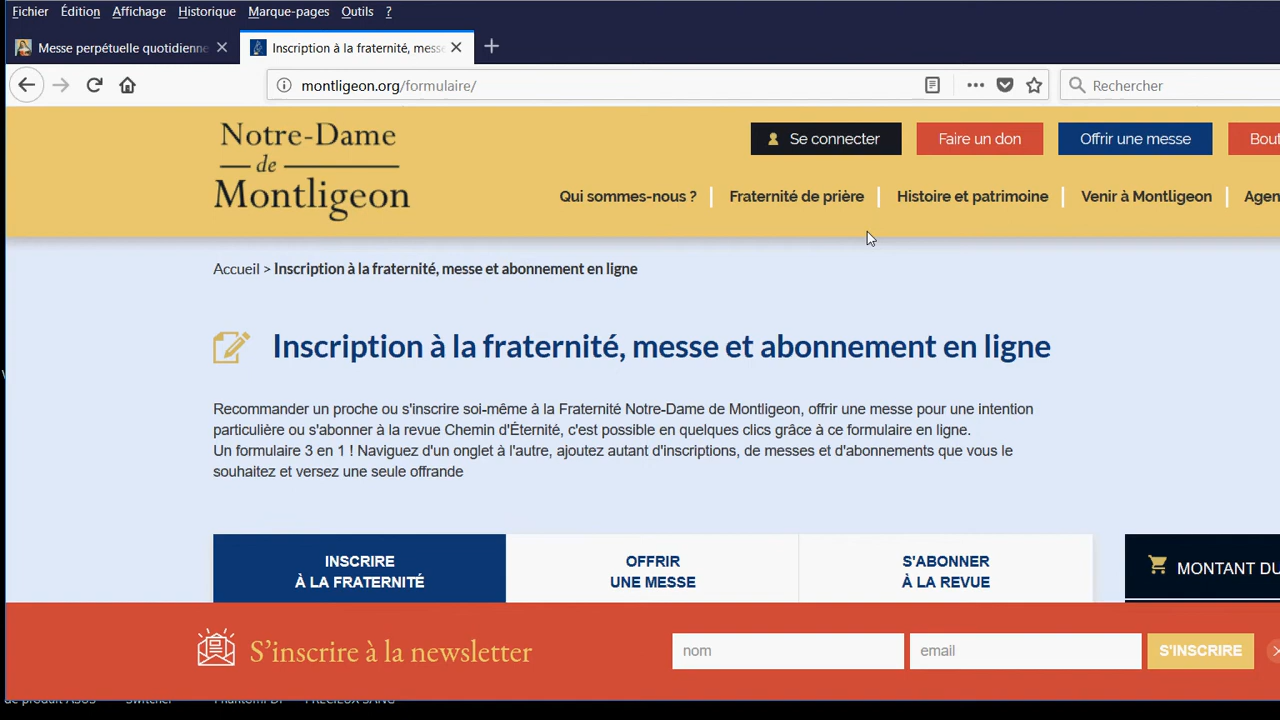 Fichier Édition Affichage Historique Marque-pages Outils ?
Messe perpétuelle quotidienne
Inscription à la fraternité, messe
montligeon.org/formulaire/
Rechercher
Notre-Dame
de
Montligeon
Se connecter
Faire un don
Offrir une messe
Bout
Qui sommes-nous ?
Fraternité de prière
Histoire et patrimoine
Venir à Montligeon
Agen
Accueil > Inscription à la fraternité, messe et abonnement en ligne
Inscription à la fraternité, messe et abonnement en ligne
Recommander un proche ou s'inscrire soi-même à la Fraternité Notre-Dame de Montligeon, offrir une messe pour une intention
particulière ou s'abonner à la revue Chemin d'Éternité, c'est possible en quelques clics grâce à ce formulaire en ligne.
Un formulaire 3 en 1 ! Naviguez d'un onglet à l'autre, ajoutez autant d'inscriptions, de messes et d'abonnements que vous le
souhaitez et versez une seule offrande
INSCRIRE
À LA FRATERNITÉ
OFFRIR
UNE MESSE
S'ABONNER
À LA REVUE
MONTANT DU
S'inscrire à la newsletter
nom
email
S'INSCRIRE